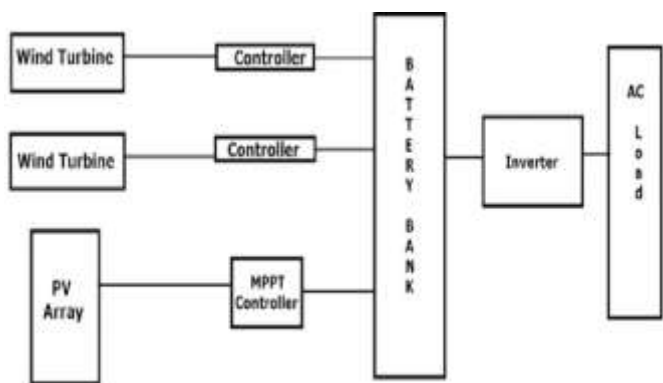 Wind Turbine
Controller
Wind Turbine
Controller
PV
Array
MPPT
Controller
B
A
T
T
E
R
Y
B
A
N
K
Inverter
AC
L
o
a
d